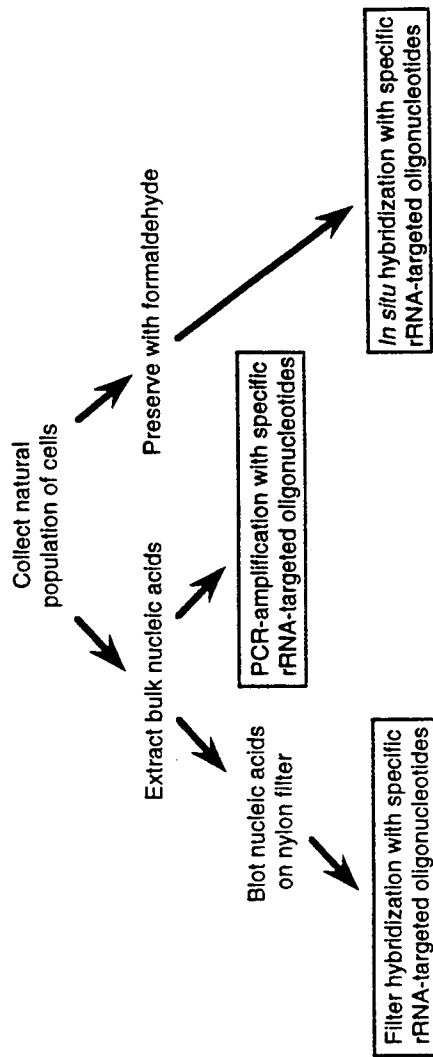 Collect natural
population of cells
Extract bulk nucleic acids
Preserve with formaldehyde
Blot nucleic acids
on nylon filter
PCR-amplification with specific
rRNA-targeted oligonucleotides
Filter hybridization with specific
rRNA-targeted oligonucleotides
In situ hybridization with specific
rRNA-targeted oligonucleotides